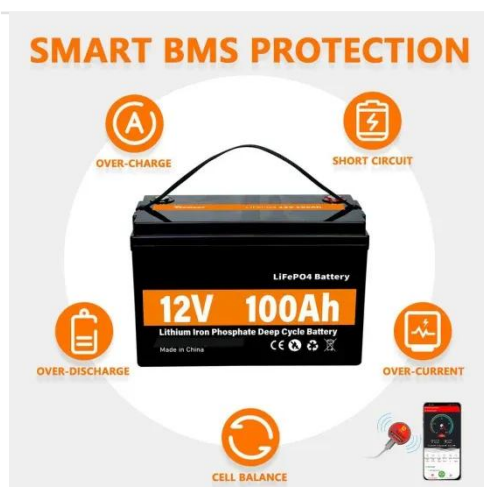 SMART BMS PROTECTION
OVER-CHARGE
SHORT CIRCUIT
LiFePO4 Battery
12V 100Ah
Lithium Iron Phosphate Deep Cycle Battery
Made in China
CE
OVER-DISCHARGE
OVER-CURRENT
CELL BALANCE